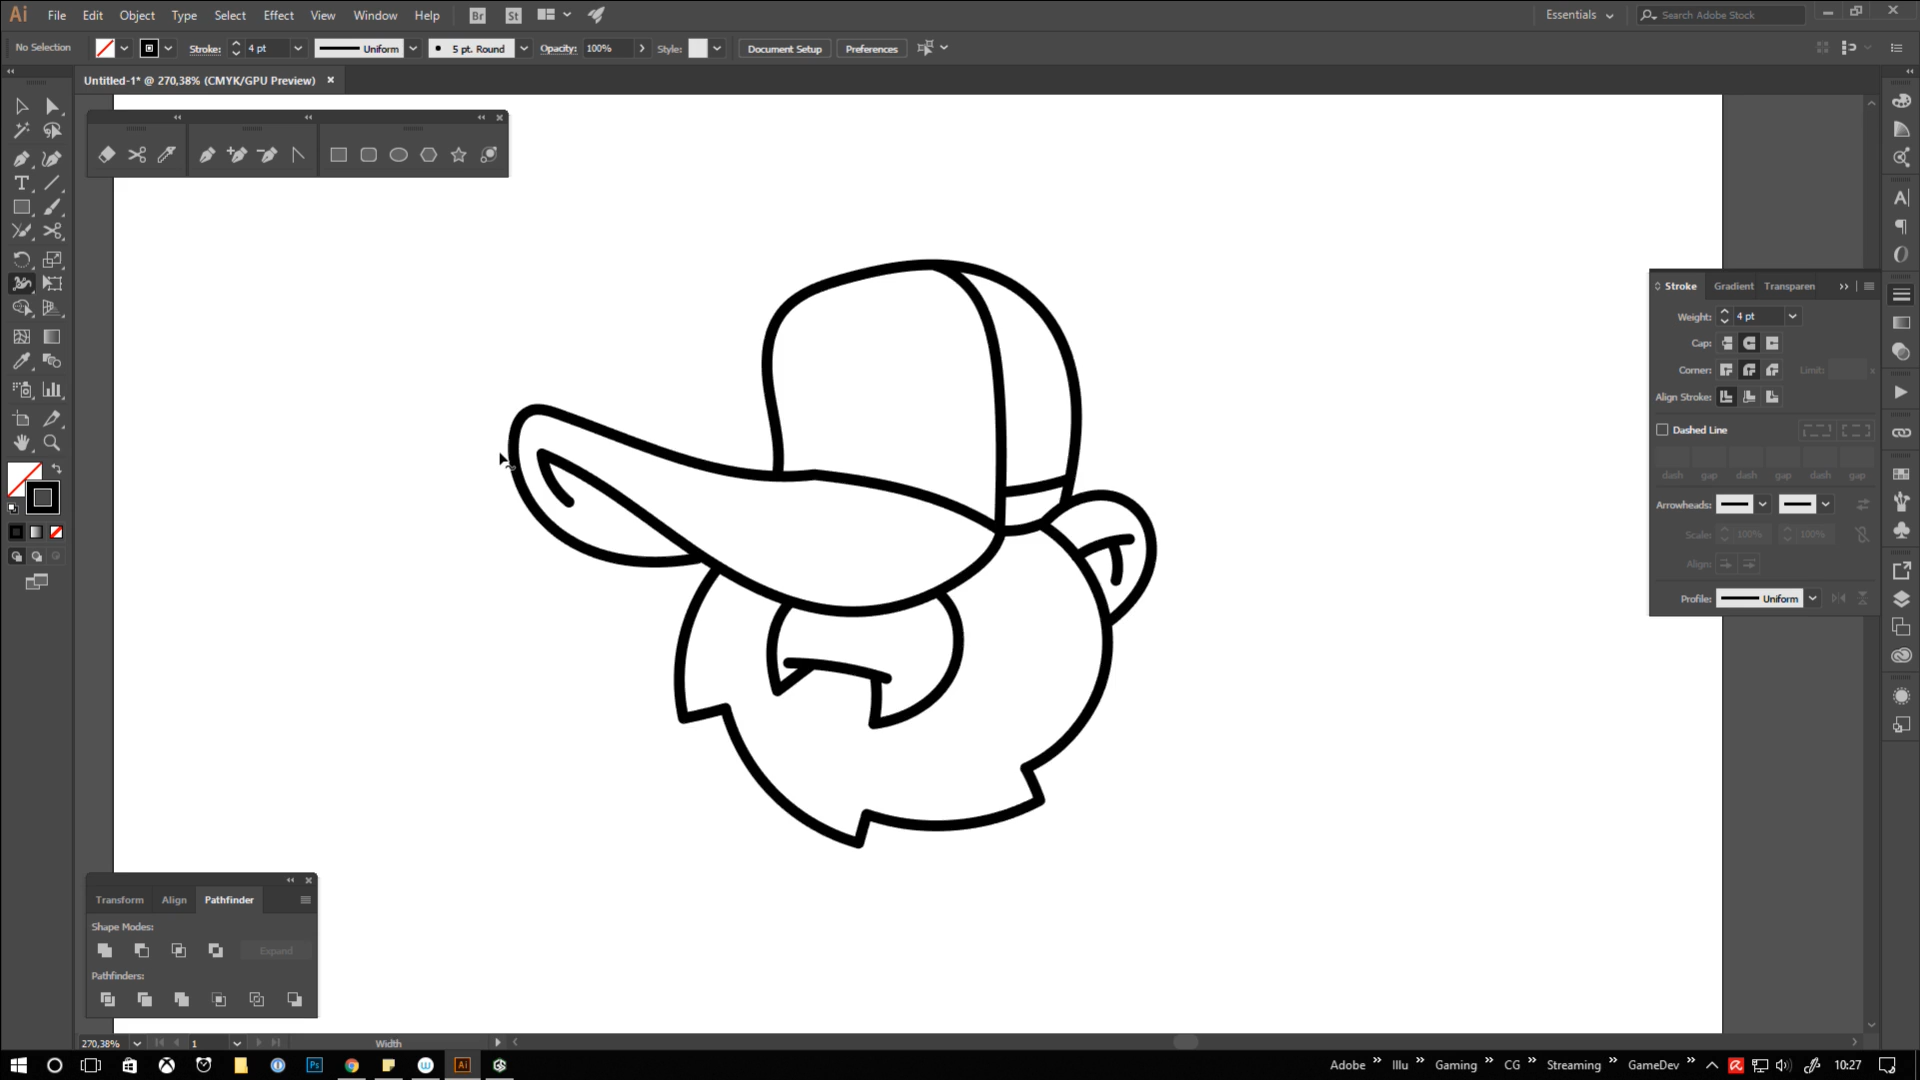 Ai File Edit Object Type Select Effect View Window Help Br St Essentials Search Adobe Stock
No Selection Stroke: 4 pt Uniform 5 pt. Round Opacity: 100% Style: Document Setup Preferences
Untitled-1* @ 270,38% (CMYK/GPU Preview)
Stroke Gradient Transparen
Weight: 4 pt
Cap:
Corner: Limit: x
Align Stroke:
Dashed Line
dash gap dash gap dash gap
Arrowheads:
Scale: 100% 100%
Align:
Profile: Uniform
Transform Align Pathfinder
Shape Modes:
Expand
Pathfinders:
270,38% 1 Width
Ps Ai Adobe Illu Gaming CG Streaming GameDev 10:27